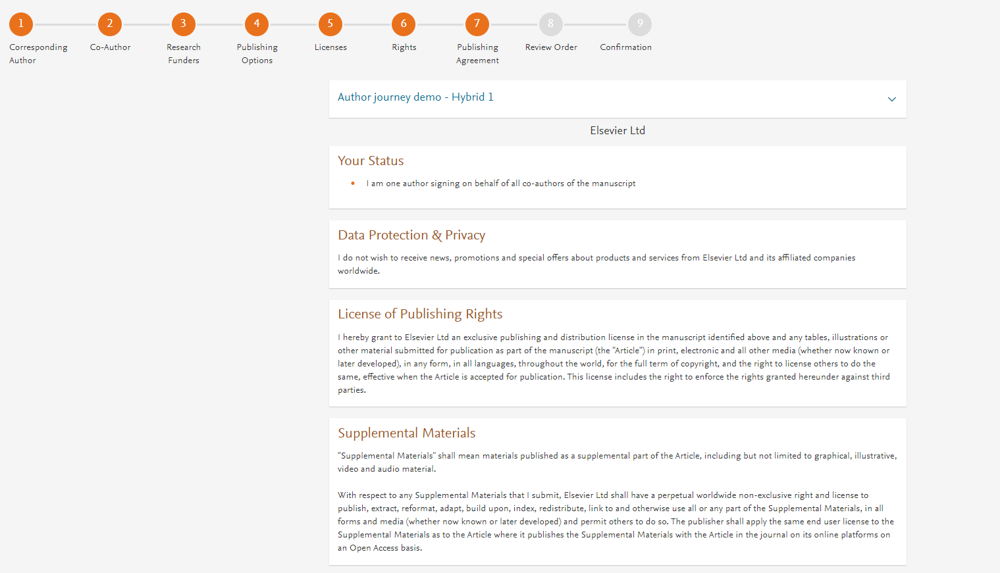 1 2 3 4 5 6 7 8 9
Corresponding Author
Co-Author
Research Funders
Publishing Options
Licenses
Rights
Publishing Agreement
Review Order
Confirmation
Author journey demo - Hybrid 1
Elsevier Ltd
Your Status
• I am one author signing on behalf of all co-authors of the manuscript
Data Protection & Privacy
I do not wish to receive news, promotions and special offers about products and services from Elsevier Ltd and its affiliated companies
worldwide.
License of Publishing Rights
I hereby grant to Elsevier Ltd an exclusive publishing and distribution license in the manuscript identified above and any tables, illustrations or
other material submitted for publication as part of the manuscript (the "Article") in print, electronic and all other media (whether now known or
later developed), in any form, in all languages, throughout the world, for the full term of copyright, and the right to license others to do the
same, effective when the Article is accepted for publication. This license includes the right to enforce the rights granted hereunder against third
parties.
Supplemental Materials
"Supplemental Materials" shall mean materials published as a supplemental part of the Article, including but not limited to graphical, illustrative,
video and audio material.
With respect to any Supplemental Materials that I submit, Elsevier Ltd shall have a perpetual worldwide non-exclusive right and license to
publish, extract, reformat, adapt, build upon, index, redistribute, link to and otherwise use all or any part of the Supplemental Materials, in all
forms and media (whether now known or later developed) and permit others to do so. The publisher shall apply the same end user license to the
Supplemental Materials as to the Article where it publishes the Supplemental Materials with the Article in the journal on its online platforms on
an Open Access basis.